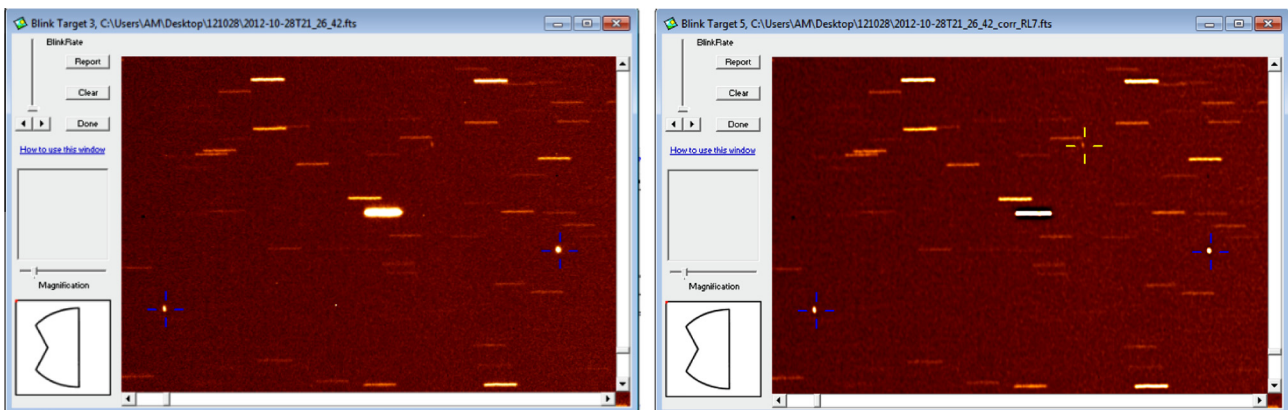 Blink Target 3, C:\Users\AM\Desktop\121028\2012-10-28T21_26_42.fts
BlinkRate
Report
Clear
Done
How to use this window
Magnification
Blink Target 5, C:\Users\AM\Desktop\121028\2012-10-28T21_26_42_corr_RL7.fts
BlinkRate
Report
Clear
Done
How to use this window
Magnification